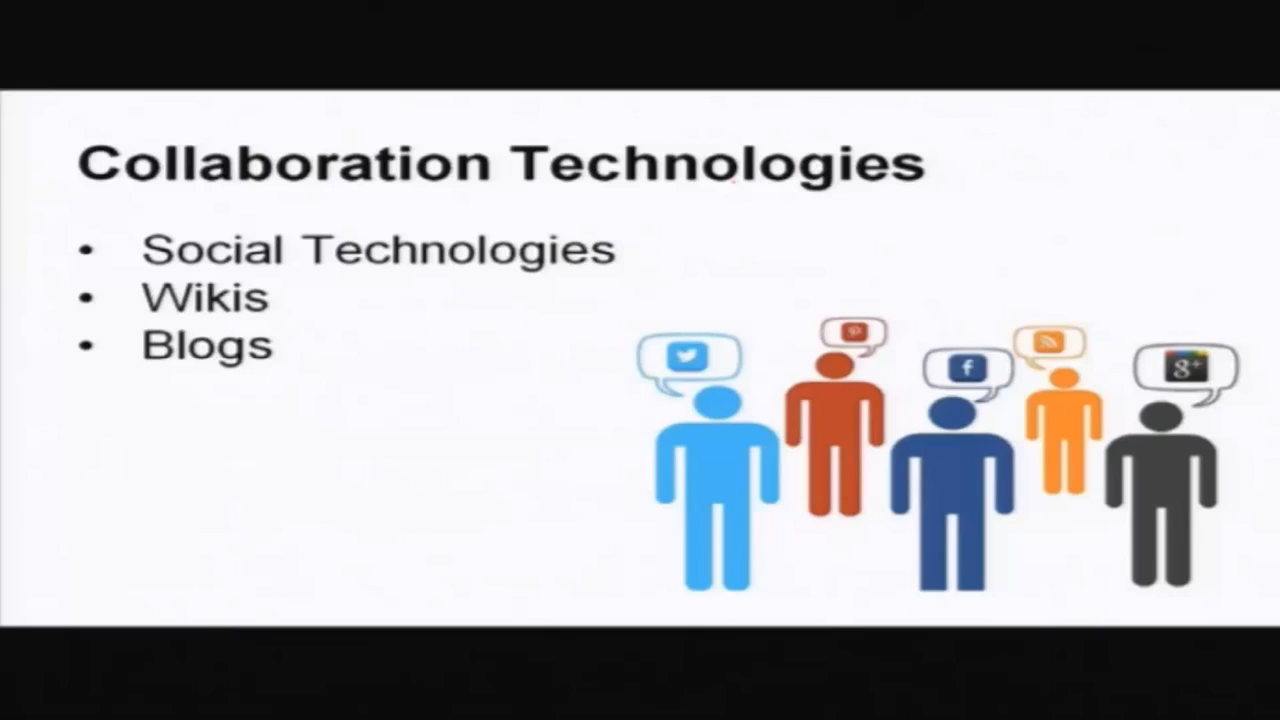 Collaboration Technologies
• Social Technologies
• Wikis
• Blogs
f
g+